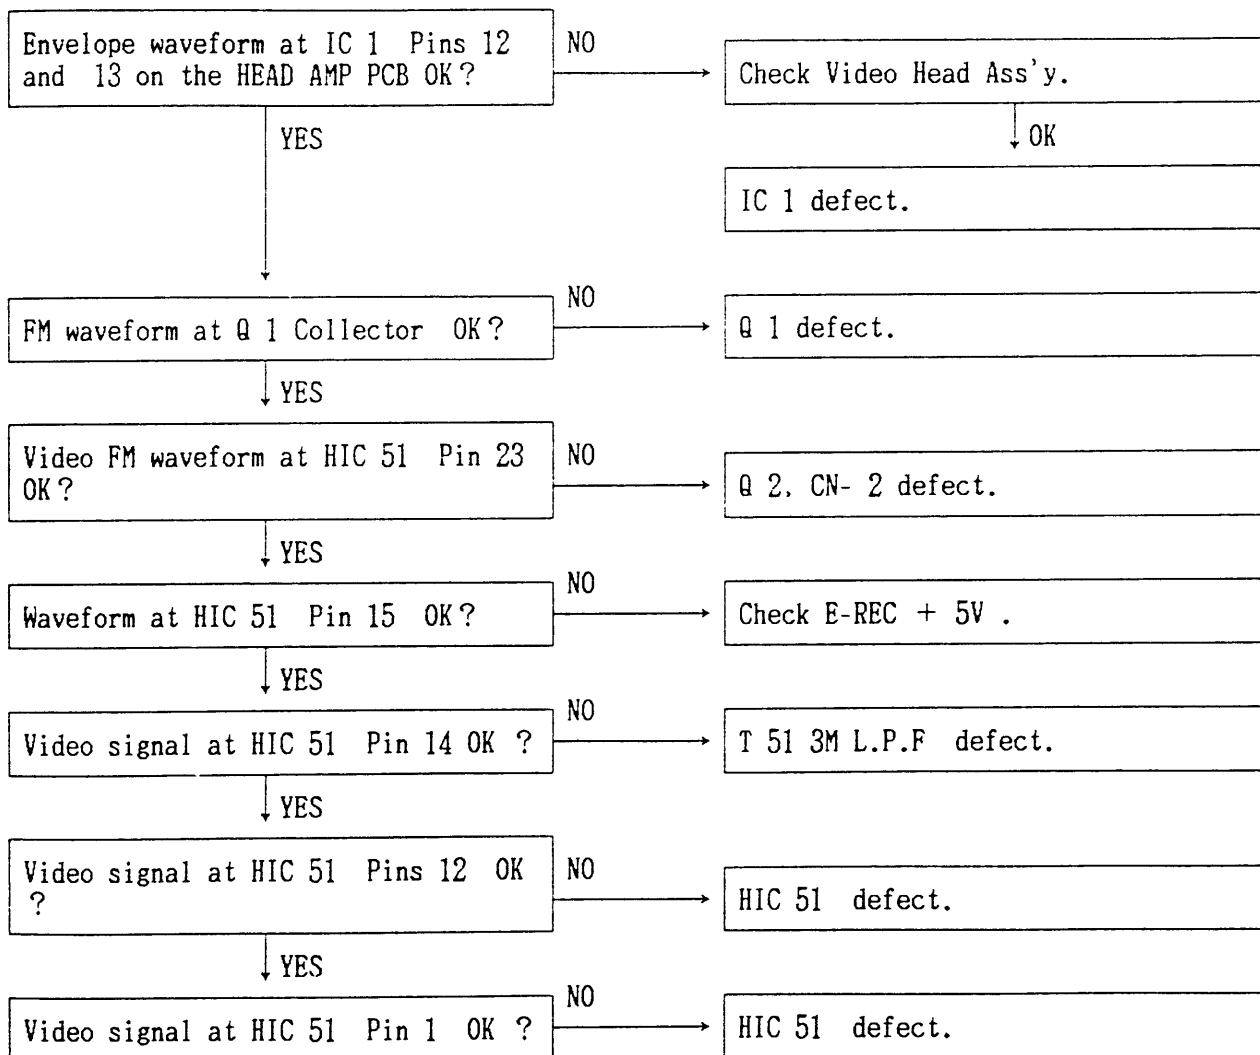 Envelope waveform at IC 1 Pins 12
and 13 on the HEAD AMP PCB OK?
NO
Check Video Head Ass'y.
YES
OK
IC 1 defect.
FM waveform at Q 1 Collector OK?
NO
Q 1 defect.
YES
Video FM waveform at HIC 51 Pin 23
OK?
NO
Q 2, CN- 2 defect.
YES
Waveform at HIC 51 Pin 15 OK?
NO
Check E-REC + 5V .
YES
Video signal at HIC 51 Pin 14 OK ?
NO
T 51 3M L.P.F defect.
YES
Video signal at HIC 51 Pins 12 OK
?
NO
HIC 51 defect.
YES
Video signal at HIC 51 Pin 1 OK ?
NO
HIC 51 defect.